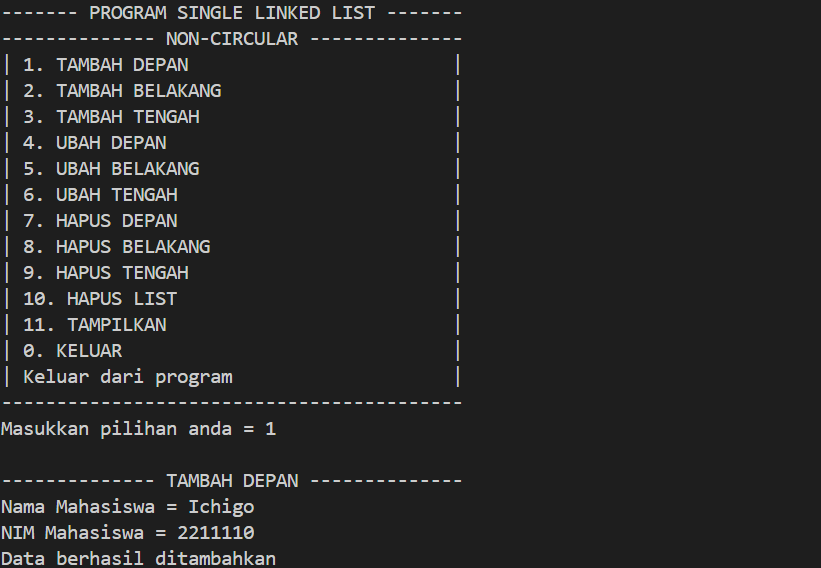 ------- PROGRAM SINGLE LINKED LIST -------
-------------- NON-CIRCULAR --------------
| 1. TAMBAH DEPAN                        |
| 2. TAMBAH BELAKANG                     |
| 3. TAMBAH TENGAH                       |
| 4. UBAH DEPAN                          |
| 5. UBAH BELAKANG                       |
| 6. UBAH TENGAH                         |
| 7. HAPUS DEPAN                         |
| 8. HAPUS BELAKANG                      |
| 9. HAPUS TENGAH                        |
| 10. HAPUS LIST                         |
| 11. TAMPILKAN                          |
| 0. KELUAR                              |
| Keluar dari program                    |
------------------------------------------
Masukkan pilihan anda = 1

-------------- TAMBAH DEPAN --------------
Nama Mahasiswa = Ichigo
NIM Mahasiswa = 2211110
Data berhasil ditambahkan